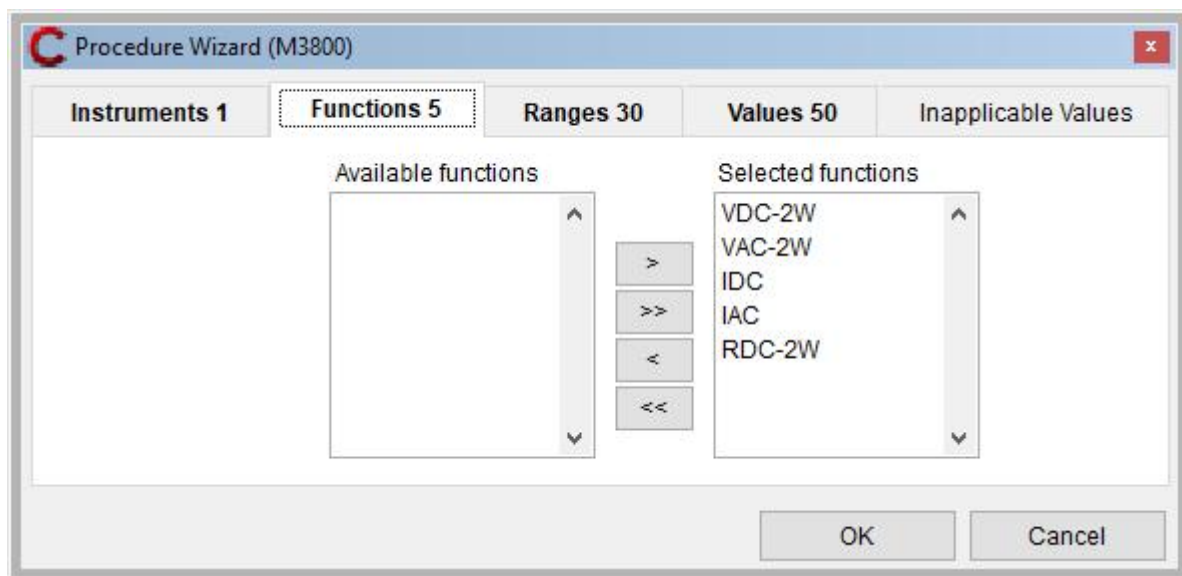 Procedure Wizard (M3800)
x
Instruments 1
Functions 5
Ranges 30
Values 50
Inapplicable Values
Available functions
Selected functions
VDC-2W
VAC-2W
IDC
IAC
RDC-2W
>
>>
<
<<
OK
Cancel